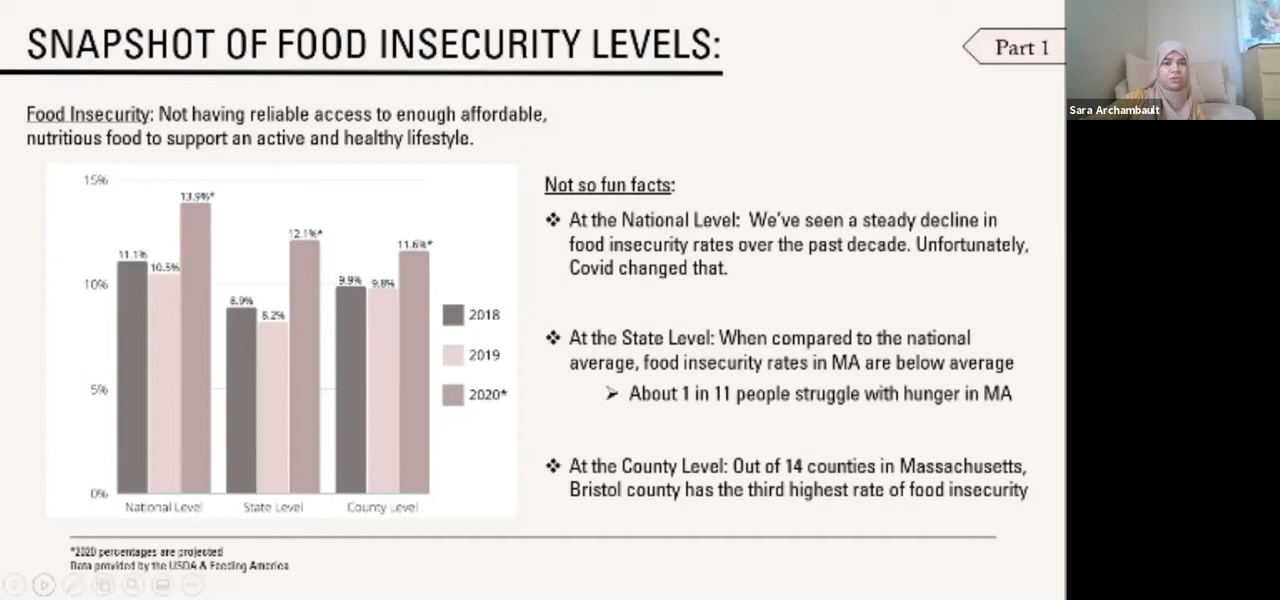 SNAPSHOT OF FOOD INSECURITY LEVELS:
Part 1
Sara Archambault
Food Insecurity: Not having reliable access to enough affordable,
nutritious food to support an active and healthy lifestyle.
15%
10%
5%
0%
13.9%*
11.1%
10.5%
12.1%*
8.9%
8.2%
11.6%*
9.9%
9.8%
National Level
State Level
County Level
2018
2019
2020*
Not so fun facts:
❖ At the National Level: We've seen a steady decline in
food insecurity rates over the past decade. Unfortunately,
Covid changed that.
❖ At the State Level: When compared to the national
average, food insecurity rates in MA are below average
➢ About 1 in 11 people struggle with hunger in MA
❖ At the County Level: Out of 14 counties in Massachusetts,
Bristol county has the third highest rate of food insecurity
*2020 percentages are projected
Data provided by the USDA & Feeding America